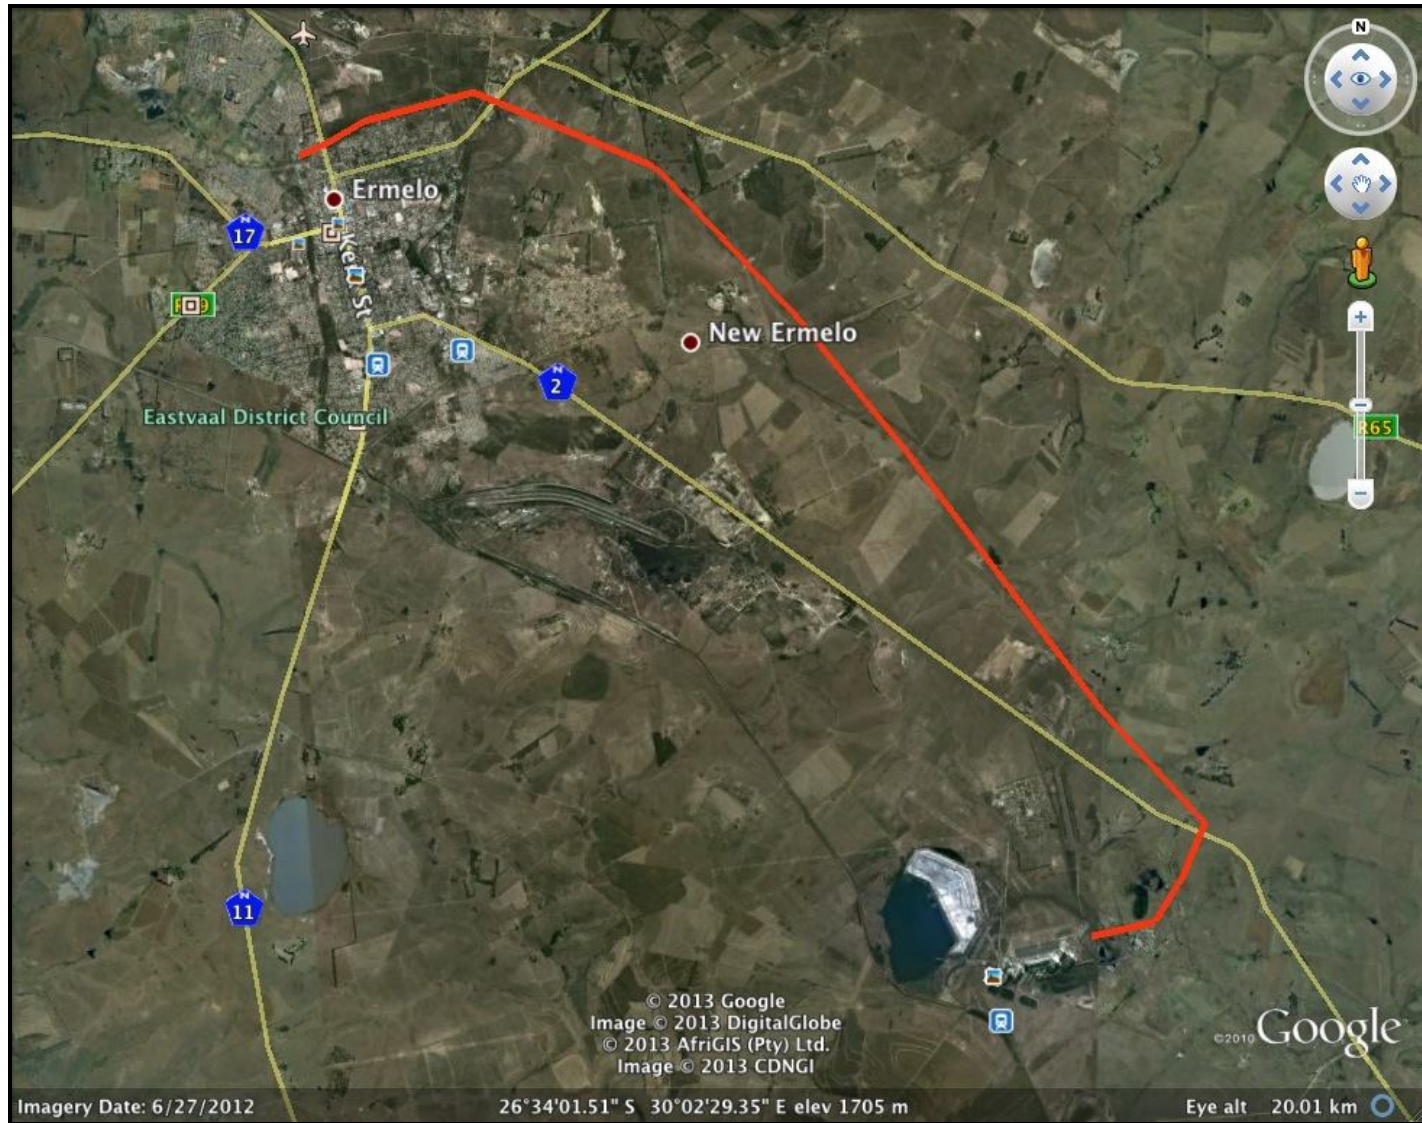 N
Ermelo
N
17
Kerk St
New Ermelo
N
2
Eastvaal District Council
R65
N
11
© 2013 Google
Image © 2013 DigitalGlobe
© 2013 AfriGIS (Pty) Ltd.
Image © 2013 CDNGI
©2010 Google
Imagery Date: 6/27/2012
26°34'01.51" S 30°02'29.35" E elev 1705 m
Eye alt 20.01 km